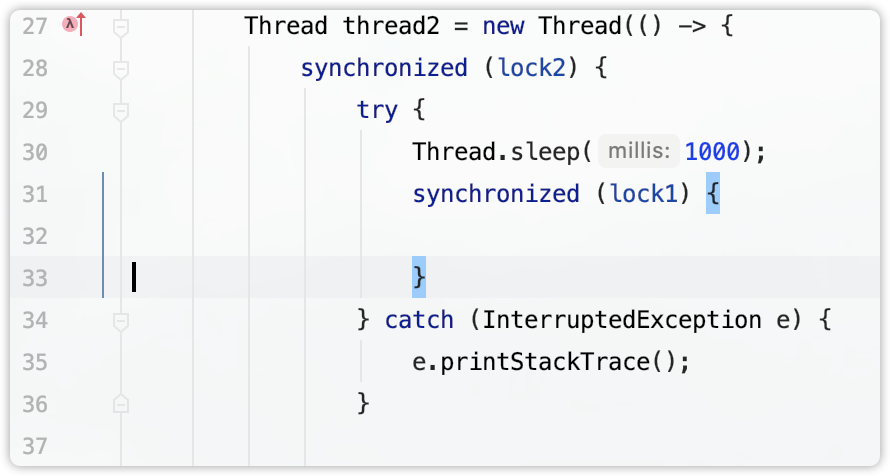 27 λ Thread thread2 = new Thread(() -> {
28 synchronized (lock2) {
29 try {
30 Thread.sleep( millis: 1000);
31 synchronized (lock1) {
32
33 }
34 } catch (InterruptedException e) {
35 e.printStackTrace();
36 }
37